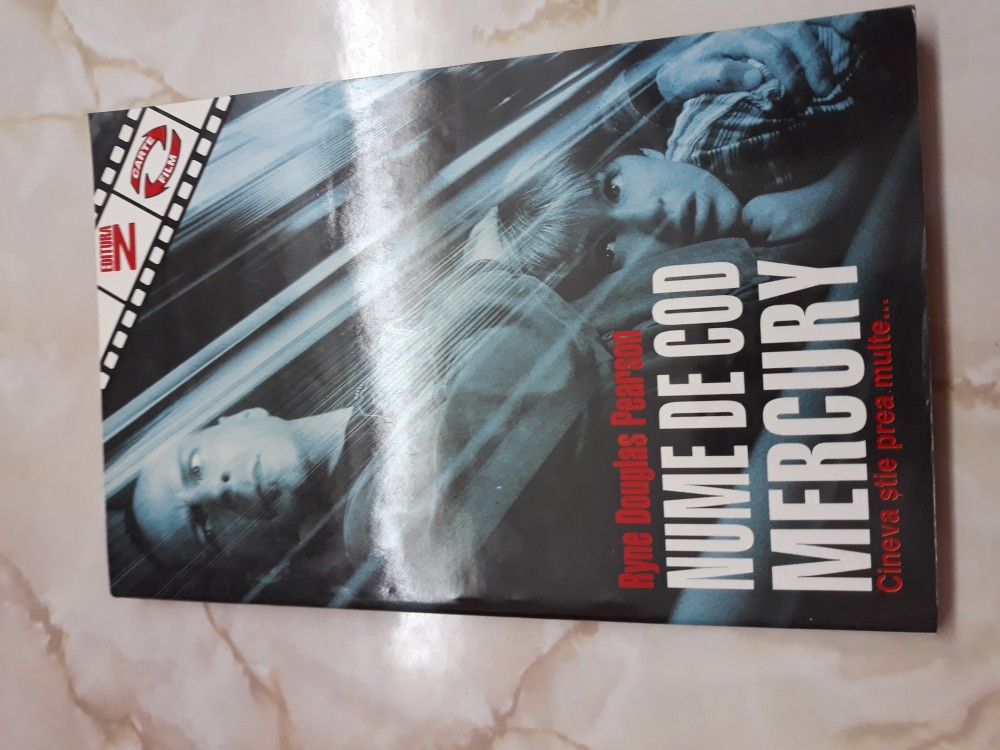 EDITURA
N
CARTE
FILM
Ryne Douglas Pearson
NUME DE COD
MERCURY
Cineva știe prea multe...